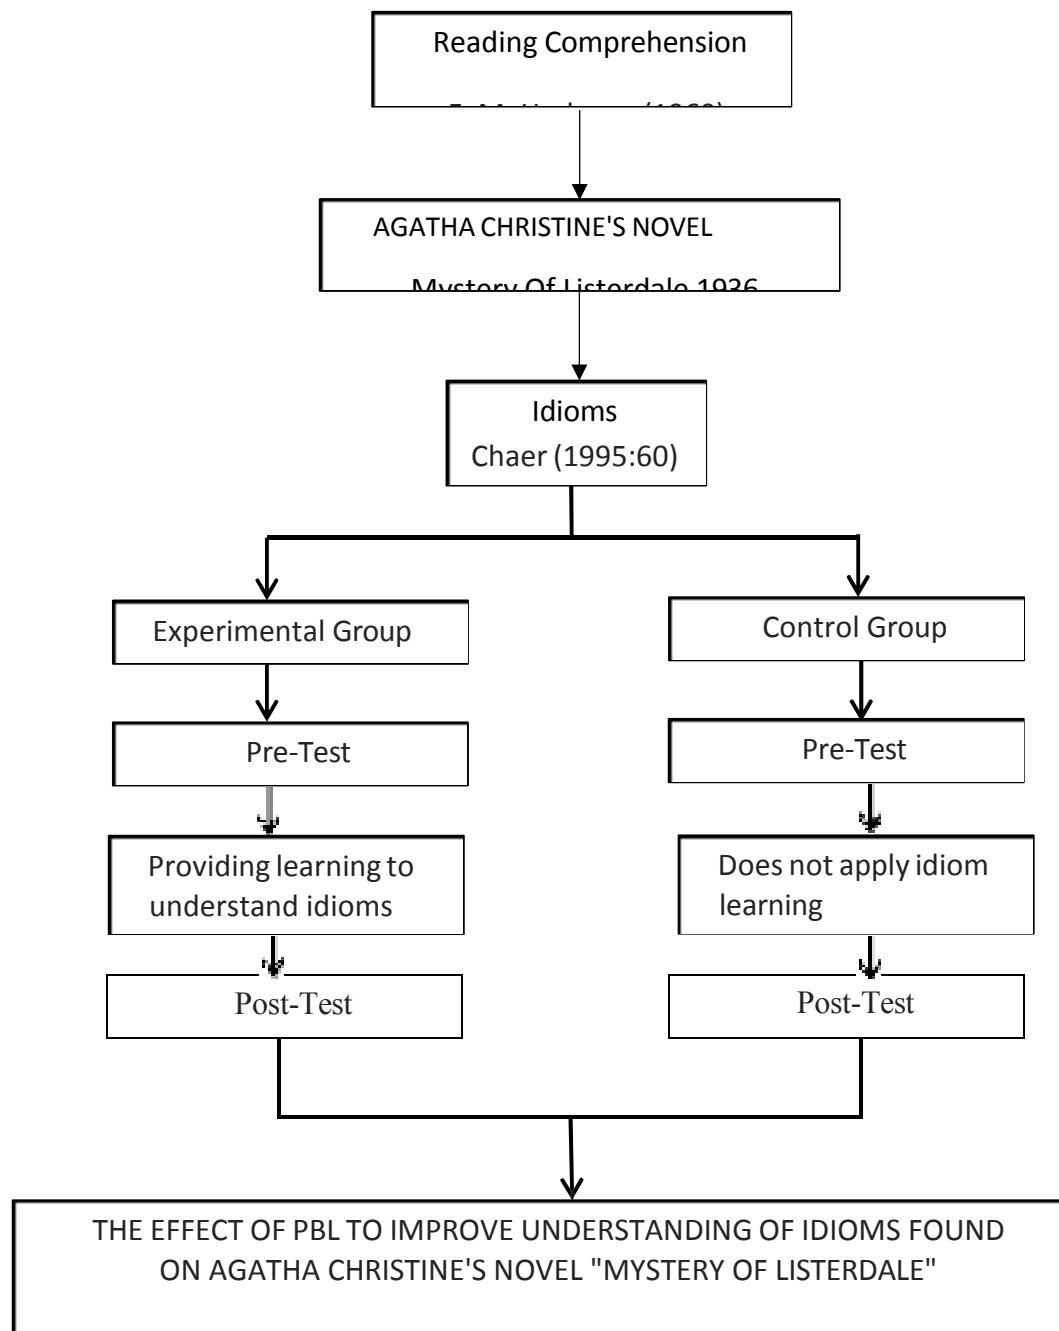 Reading Comprehension
AGATHA CHRISTINE'S NOVEL
Mystery Of Listerdale 1936
Idioms
Chaer (1995:60)
Experimental Group
Control Group
Pre-Test
Pre-Test
Providing learning to
understand idioms
Does not apply idiom
learning
Post-Test
Post-Test
THE EFFECT OF PBL TO IMPROVE UNDERSTANDING OF IDIOMS FOUND
ON AGATHA CHRISTINE'S NOVEL "MYSTERY OF LISTERDALE"